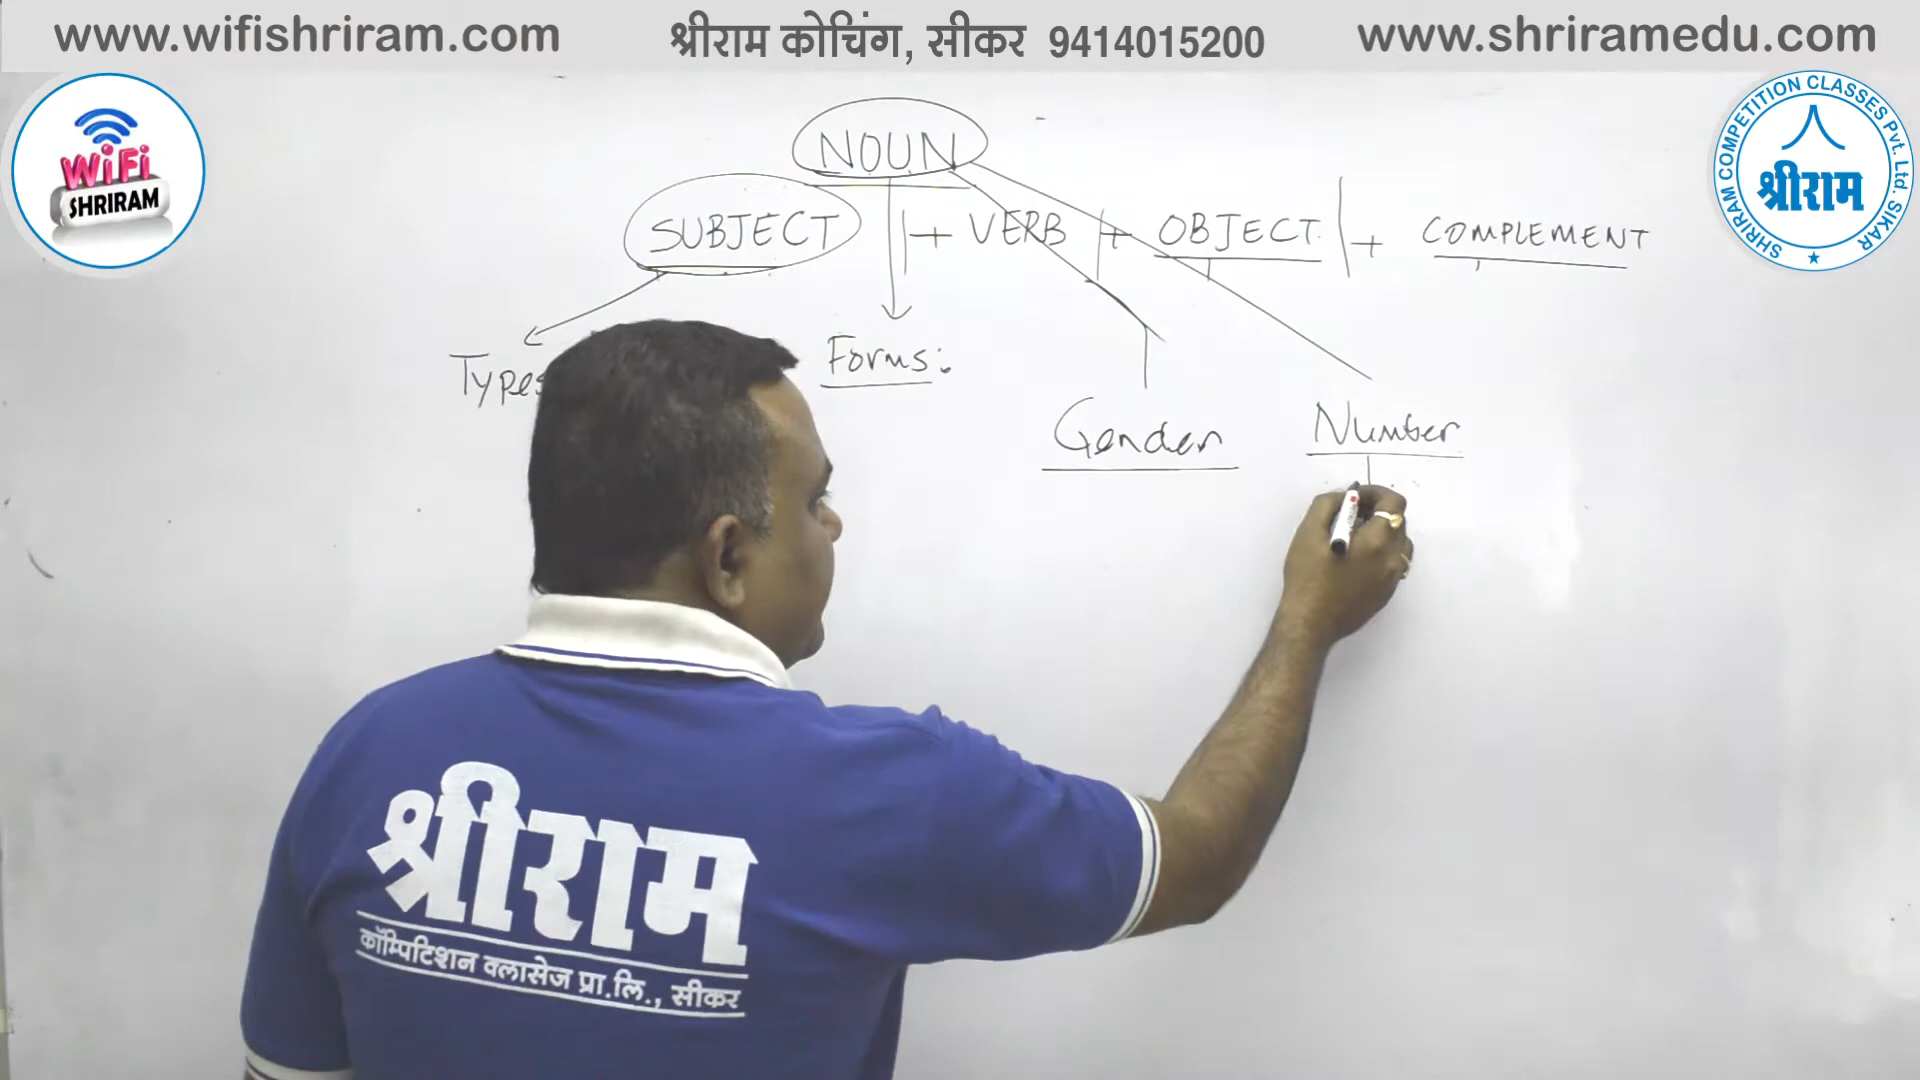 www.wifishriram.com
श्रीराम कोचिंग, सीकर 9414015200
www.shriramedu.com
WiFi
SHRIRAM
SHRIRAM COMPETITION CLASSES Pvt. Ltd. SIKAR
श्रीराम
NOUN
SUBJECT + VERB + OBJECT + COMPLEMENT
Types
Forms:
Gender
Number
श्रीराम
कॉम्पिटिशन क्लासेज प्रा.लि., सीकर